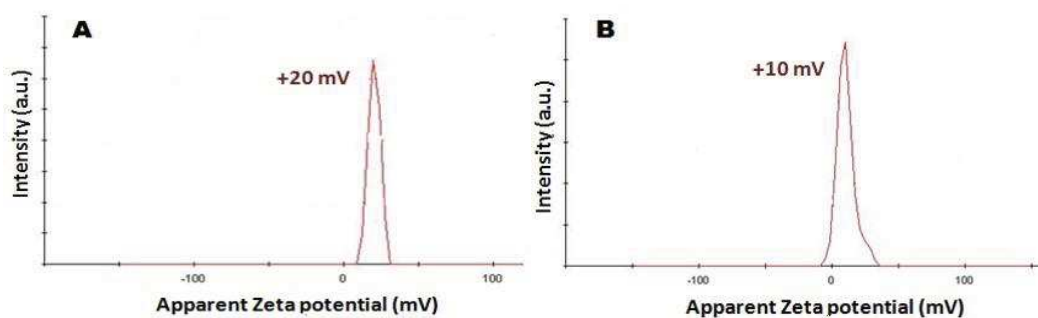 A
+20 mV
Intensity (a.u.)
-100
0
100
Apparent Zeta potential (mV)
B
+10 mV
Intensity (a.u.)
-100
0
100
Apparent Zeta potential (mV)